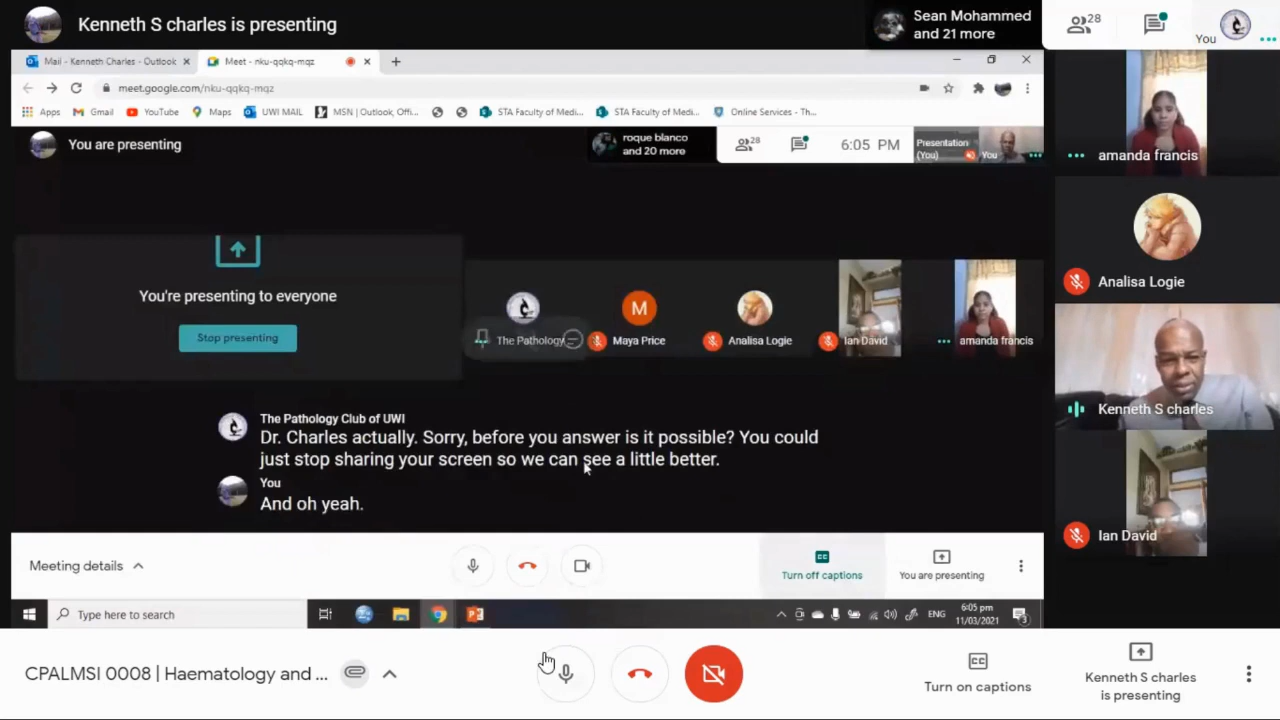 Kenneth S charles is presenting
Sean Mohammed
and 21 more
28
You
Mail - Kenneth Charles - Outlook
Meet - nku-qqkq-mqz
meet.google.com/nku-qqkq-mqz
Apps
Gmail
YouTube
Maps
UWI MAIL
MSN | Outlook, Offi...
STA Faculty of Medi...
STA Faculty of Medi...
Online Services - Th...
You are presenting
roque blanco
and 20 more
28
6:05 PM
Presentation
(You)
You
amanda francis
You're presenting to everyone
Stop presenting
The Pathology
M
Maya Price
Analisa Logie
Ian David
amanda francis
Analisa Logie
Kenneth S charles
Ian David
The Pathology Club of UWI
Dr. Charles actually. Sorry, before you answer is it possible? You could
just stop sharing your screen so we can see a little better.
You
And oh yeah.
Meeting details
CC
Turn off captions
You are presenting
Type here to search
ENG
6:05 pm
11/03/2021
3
CPALMSI 0008 | Haematology and ...
CC
Turn on captions
Kenneth S charles
is presenting